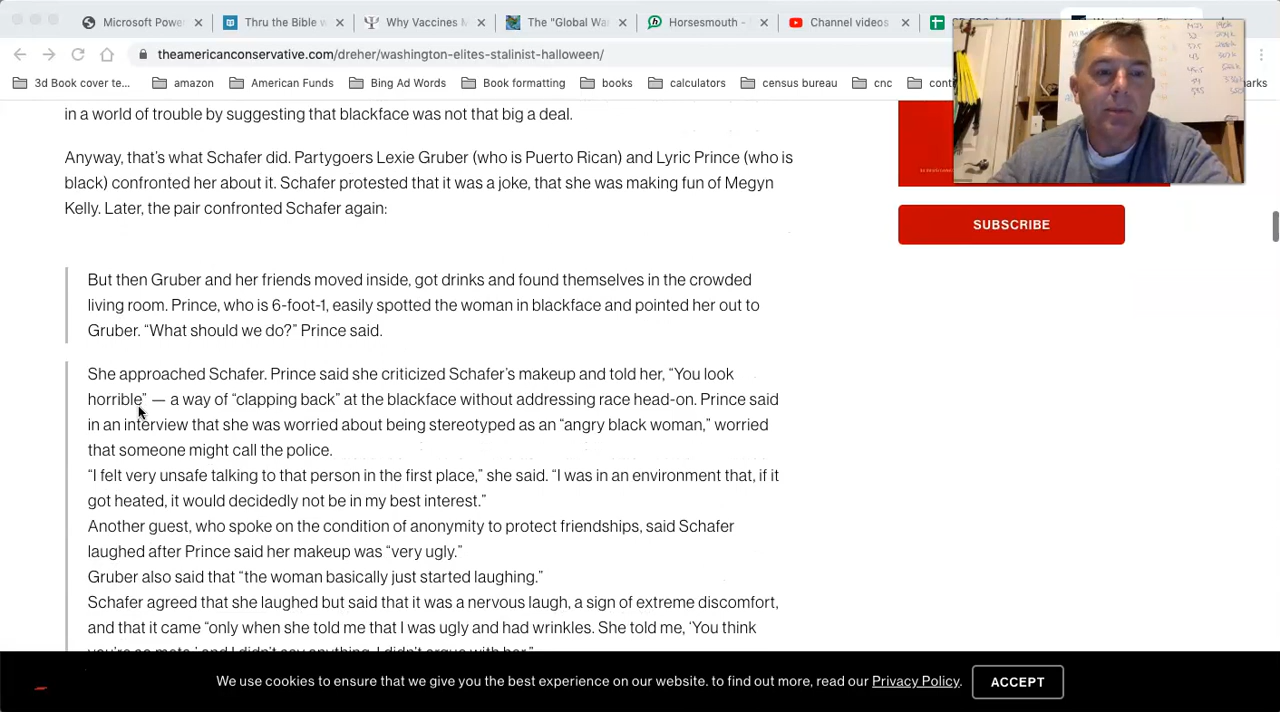 Microsoft Powe
Thru the Bible w
Why Vaccines M
The "Global Wa
Horsesmouth -
Channel videos
theamericanconservative.com/dreher/washington-elites-stalinist-halloween/
3d Book cover te...
amazon
American Funds
Bing Ad Words
Book formatting
books
calculators
census bureau
cnc
in a world of trouble by suggesting that blackface was not that big a deal.
Anyway, that's what Schafer did. Partygoers Lexie Gruber (who is Puerto Rican) and Lyric Prince (who is
black) confronted her about it. Schafer protested that it was a joke, that she was making fun of Megyn
Kelly. Later, the pair confronted Schafer again:
SUBSCRIBE
But then Gruber and her friends moved inside, got drinks and found themselves in the crowded
living room. Prince, who is 6-foot-1, easily spotted the woman in blackface and pointed her out to
Gruber. “What should we do?” Prince said.
She approached Schafer. Prince said she criticized Schafer's makeup and told her, “You look
horrible” — a way of “clapping back” at the blackface without addressing race head-on. Prince said
in an interview that she was worried about being stereotyped as an “angry black woman,” worried
that someone might call the police.
“I felt very unsafe talking to that person in the first place,” she said. “I was in an environment that, if it
got heated, it would decidedly not be in my best interest.”
Another guest, who spoke on the condition of anonymity to protect friendships, said Schafer
laughed after Prince said her makeup was “very ugly.”
Gruber also said that “the woman basically just started laughing.”
Schafer agreed that she laughed but said that it was a nervous laugh, a sign of extreme discomfort,
and that it came “only when she told me that I was ugly and had wrinkles. She told me, ‘You think
We use cookies to ensure that we give you the best experience on our website. to find out more, read our Privacy Policy.
ACCEPT